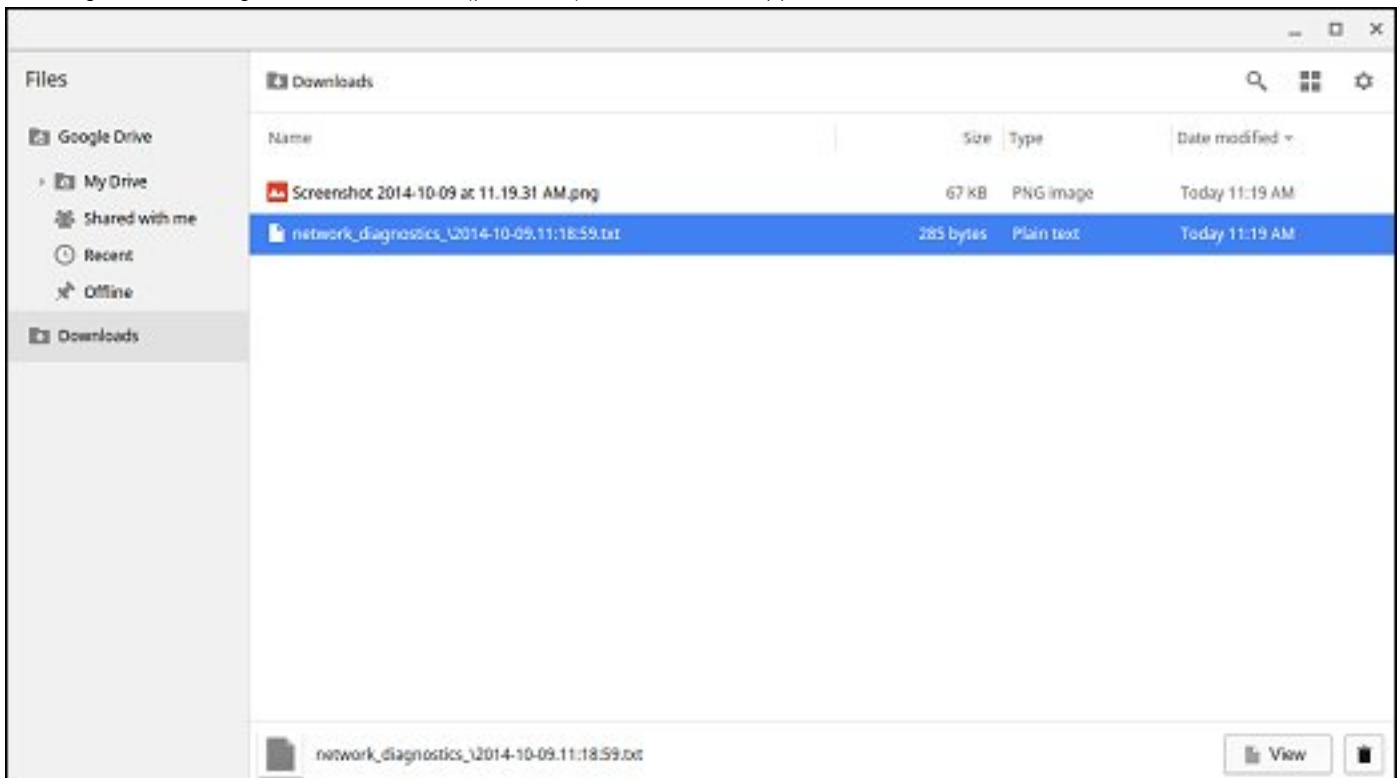 Files
Downloads
Google Drive
Name Size Type Date modified
My Drive
Screenshot 2014-10-09 at 11.19.31 AM.png 67 KB PNG image Today 11:19 AM
Shared with me
network_diagnostics_\2014-10-09.11:18:59.txt 285 bytes Plain text Today 11:19 AM
Recent
Offline
Downloads
network_diagnostics_\2014-10-09.11:18:59.txt View